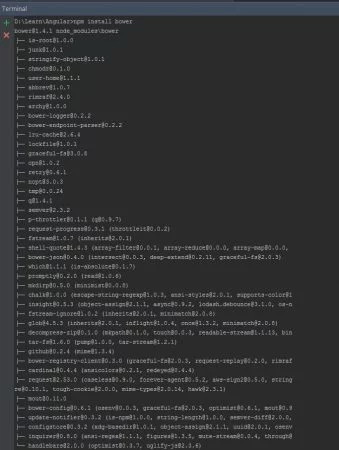 Terminal
D:\Learn\Angular>npm install bower
bower@1.4.1 node_modules\bower
├── is-root@1.0.0
├── junk@1.0.1
├── stringify-object@1.0.1
├── chmodr@0.1.0
├── user-home@1.1.1
├── abbrev@1.0.7
├── rimraf@2.4.0
├── archy@1.0.0
├── bower-logger@0.2.2
├── bower-endpoint-parser@0.2.2
├── lru-cache@2.6.4
├── lockfile@1.0.1
├── graceful-fs@3.0.8
├── opn@1.0.2
├── retry@0.6.1
├── nopt@3.0.3
├── tmp@0.0.24
├── q@1.4.1
├── semver@2.3.2
├── p-throttler@0.1.1 (q@0.9.7)
├── request-progress@0.3.1 (throttleit@0.0.2)
├── fstream@1.0.7 (inherits@2.0.1)
├── shell-quote@1.4.3 (array-filter@0.0.1, array-reduce@0.0.0, array-map@0.0.0,
├── bower-json@0.4.0 (intersect@0.0.3, deep-extend@0.2.11, graceful-fs@2.0.3)
├── which@1.1.1 (is-absolute@0.1.7)
├── promptly@0.2.0 (read@1.0.6)
├── mkdirp@0.5.0 (minimist@0.0.8)
├── chalk@1.0.0 (escape-string-regexp@1.0.3, ansi-styles@2.0.1, supports-color@1
├── insight@0.5.3 (object-assign@2.1.1, async@0.9.2, lodash.debounce@3.1.0, os-n
├── fstream-ignore@1.0.2 (inherits@2.0.1, minimatch@2.0.8)
├── glob@4.5.3 (inherits@2.0.1, inflight@1.0.4, once@1.3.2, minimatch@2.0.8)
├── decompress-zip@0.1.0 (mkpath@0.1.0, touch@0.0.3, readable-stream@1.1.13, bin
├── tar-fs@1.6.0 (pump@1.0.0, tar-stream@1.2.1)
├── github@0.2.4 (mime@1.3.4)
├── bower-registry-client@0.3.0 (graceful-fs@2.0.3, request-replay@0.2.0, rimraf
├── cardinal@0.4.4 (ansicolors@0.2.1, redeyed@0.4.4)
├── request@2.53.0 (caseless@0.9.0, forever-agent@0.5.2, aws-sign2@0.5.0, string
e@0.10.1, tough-cookie@2.0.0, mime-types@2.0.14, hawk@2.3.1)
├── mout@0.11.0
├── bower-config@0.6.1 (osenv@0.0.3, graceful-fs@2.0.3, optimist@0.6.1, mout@0.9
├── update-notifier@0.3.2 (is-npm@1.0.0, string-length@1.0.0, semver-diff@2.0.0,
├── configstore@0.3.2 (xdg-basedir@1.0.1, object-assign@2.1.1, uuid@2.0.1, osenv
├── inquirer@0.8.0 (ansi-regex@1.1.1, figures@1.3.5, mute-stream@0.0.4, through@
└── handlebars@2.0.0 (optimist@0.3.7, uglify-js@2.3.6)